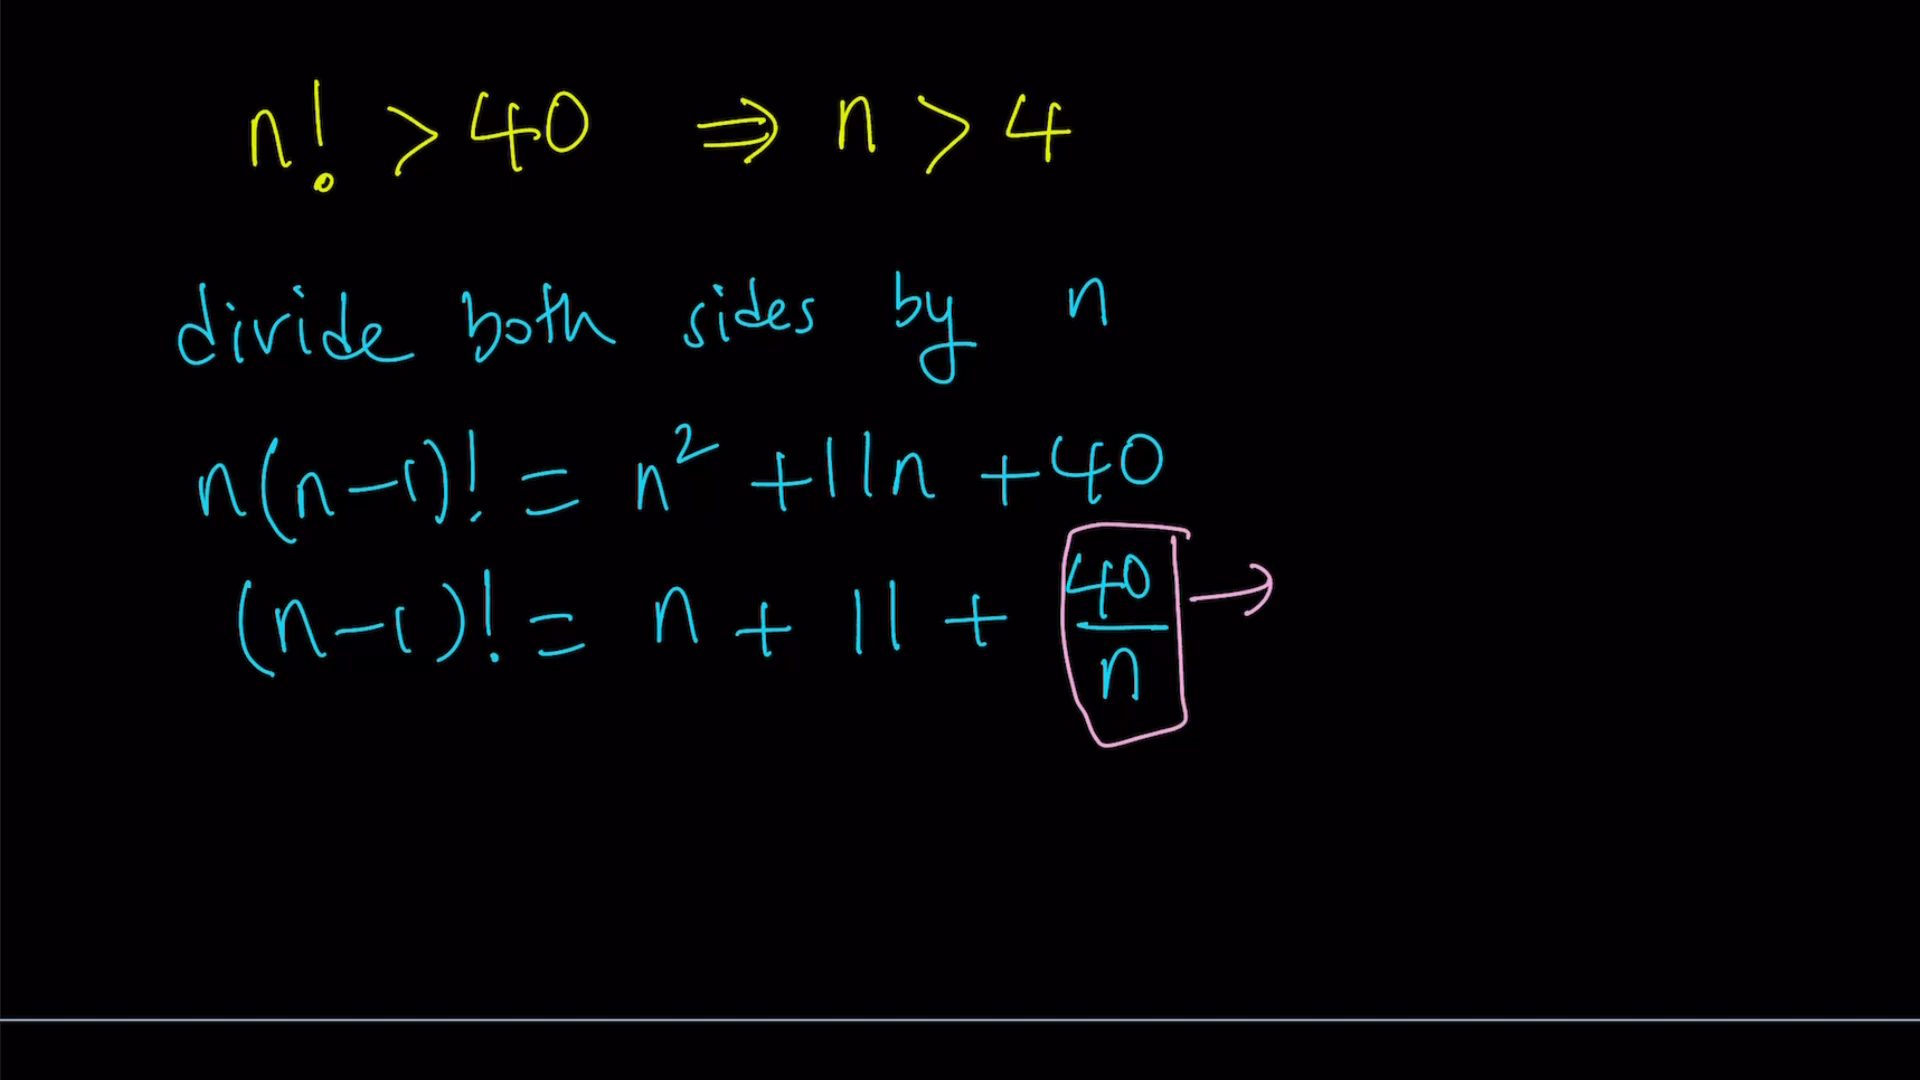 n! > 40 ⇒ n > 4
divide both sides by n
n(n-1)! = n² + 11n + 40
(n-1)! = n + 11 + 40/n →